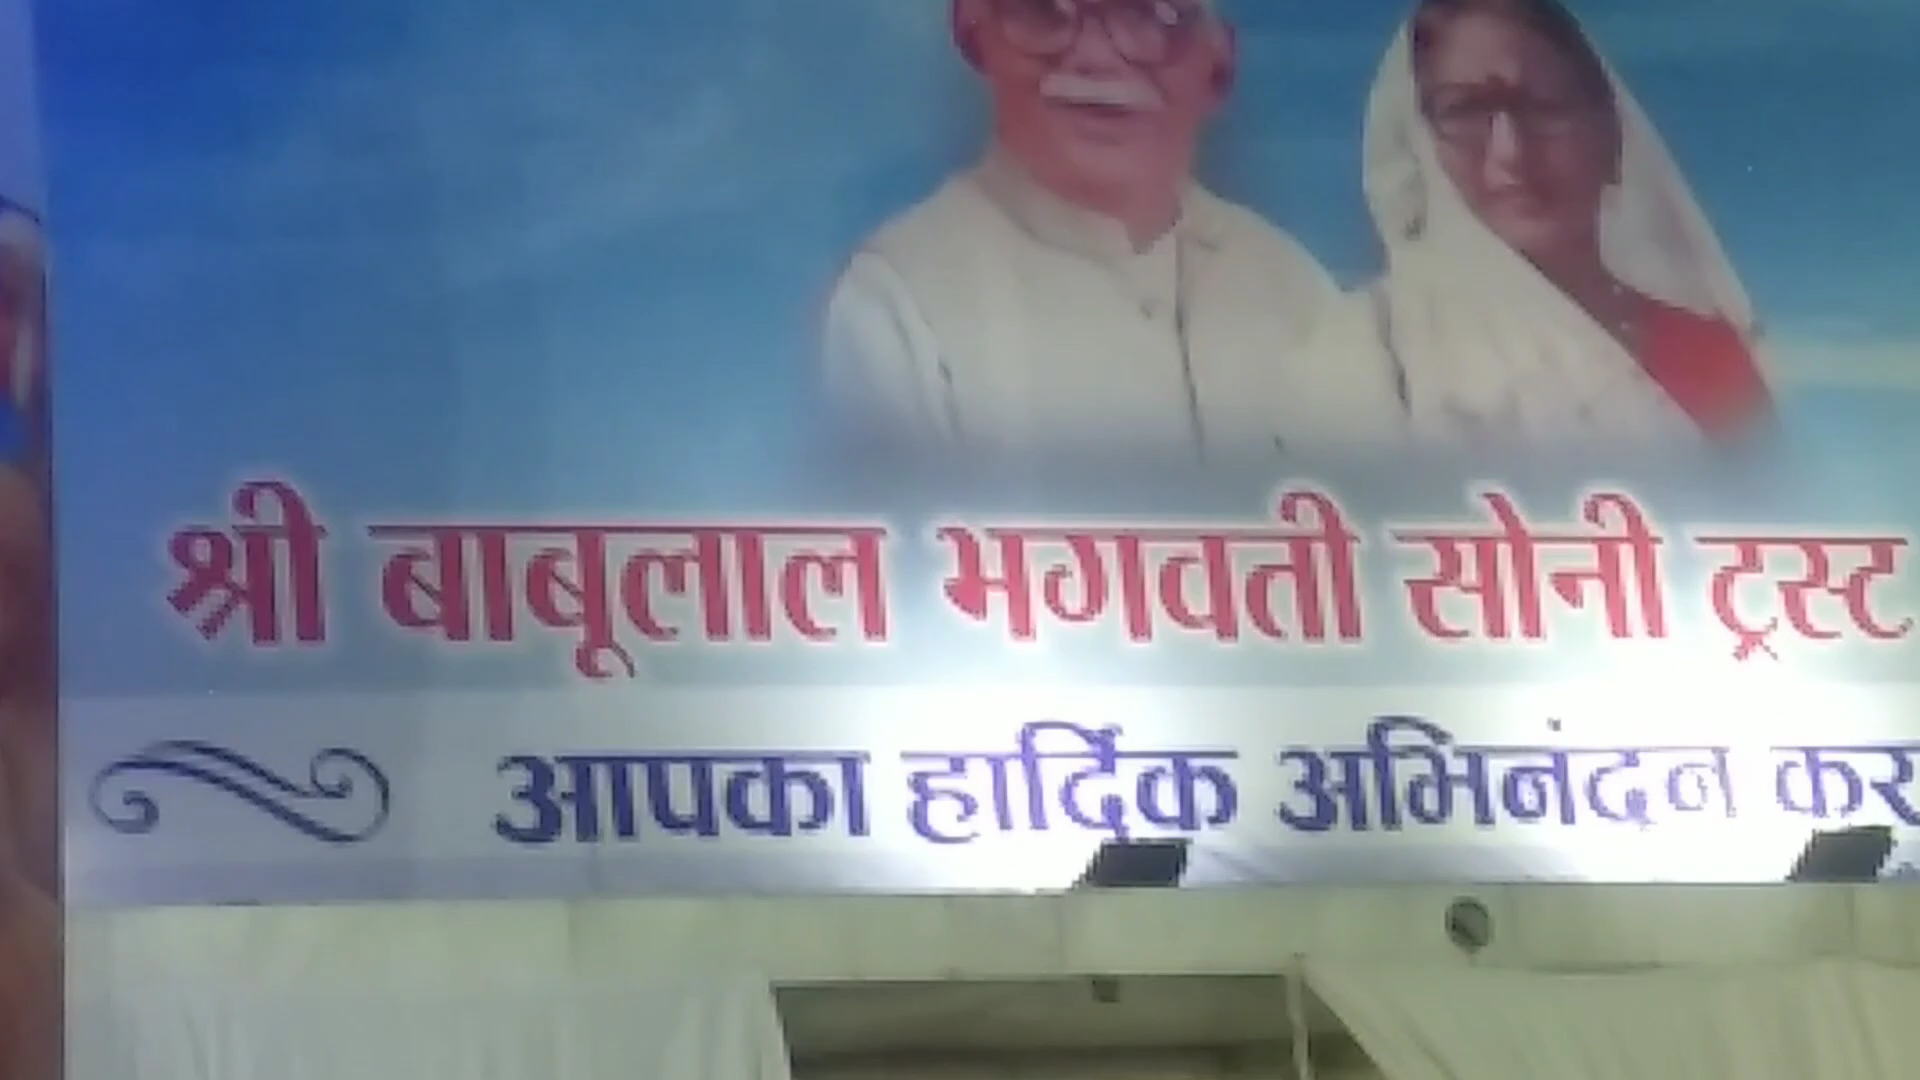 श्री बाबूलाल भगवती सोनी ट्रस्ट
आपका हार्दिक अभिनंदन कर